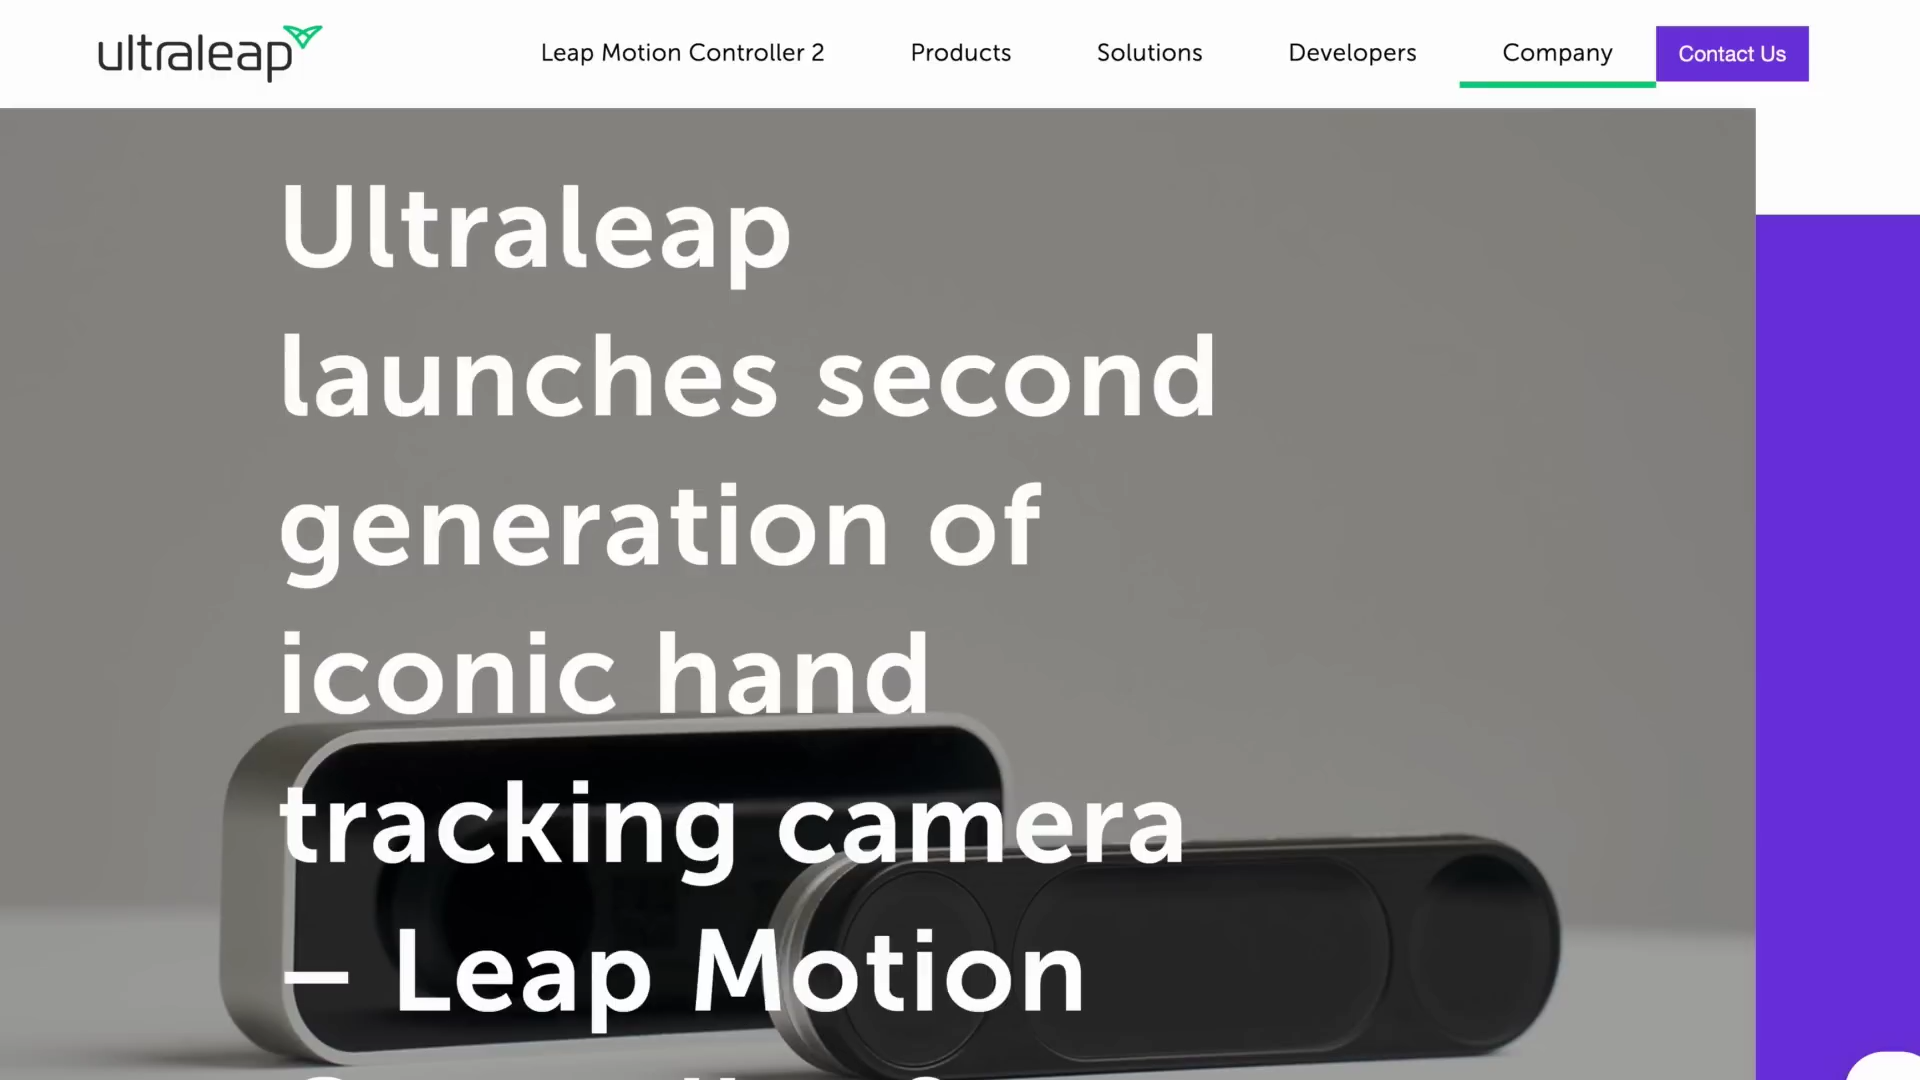 ultraleap
Leap Motion Controller 2
Products
Solutions
Developers
Company
Contact Us
Ultraleap
launches second
generation of
iconic hand
tracking camera
– Leap Motion